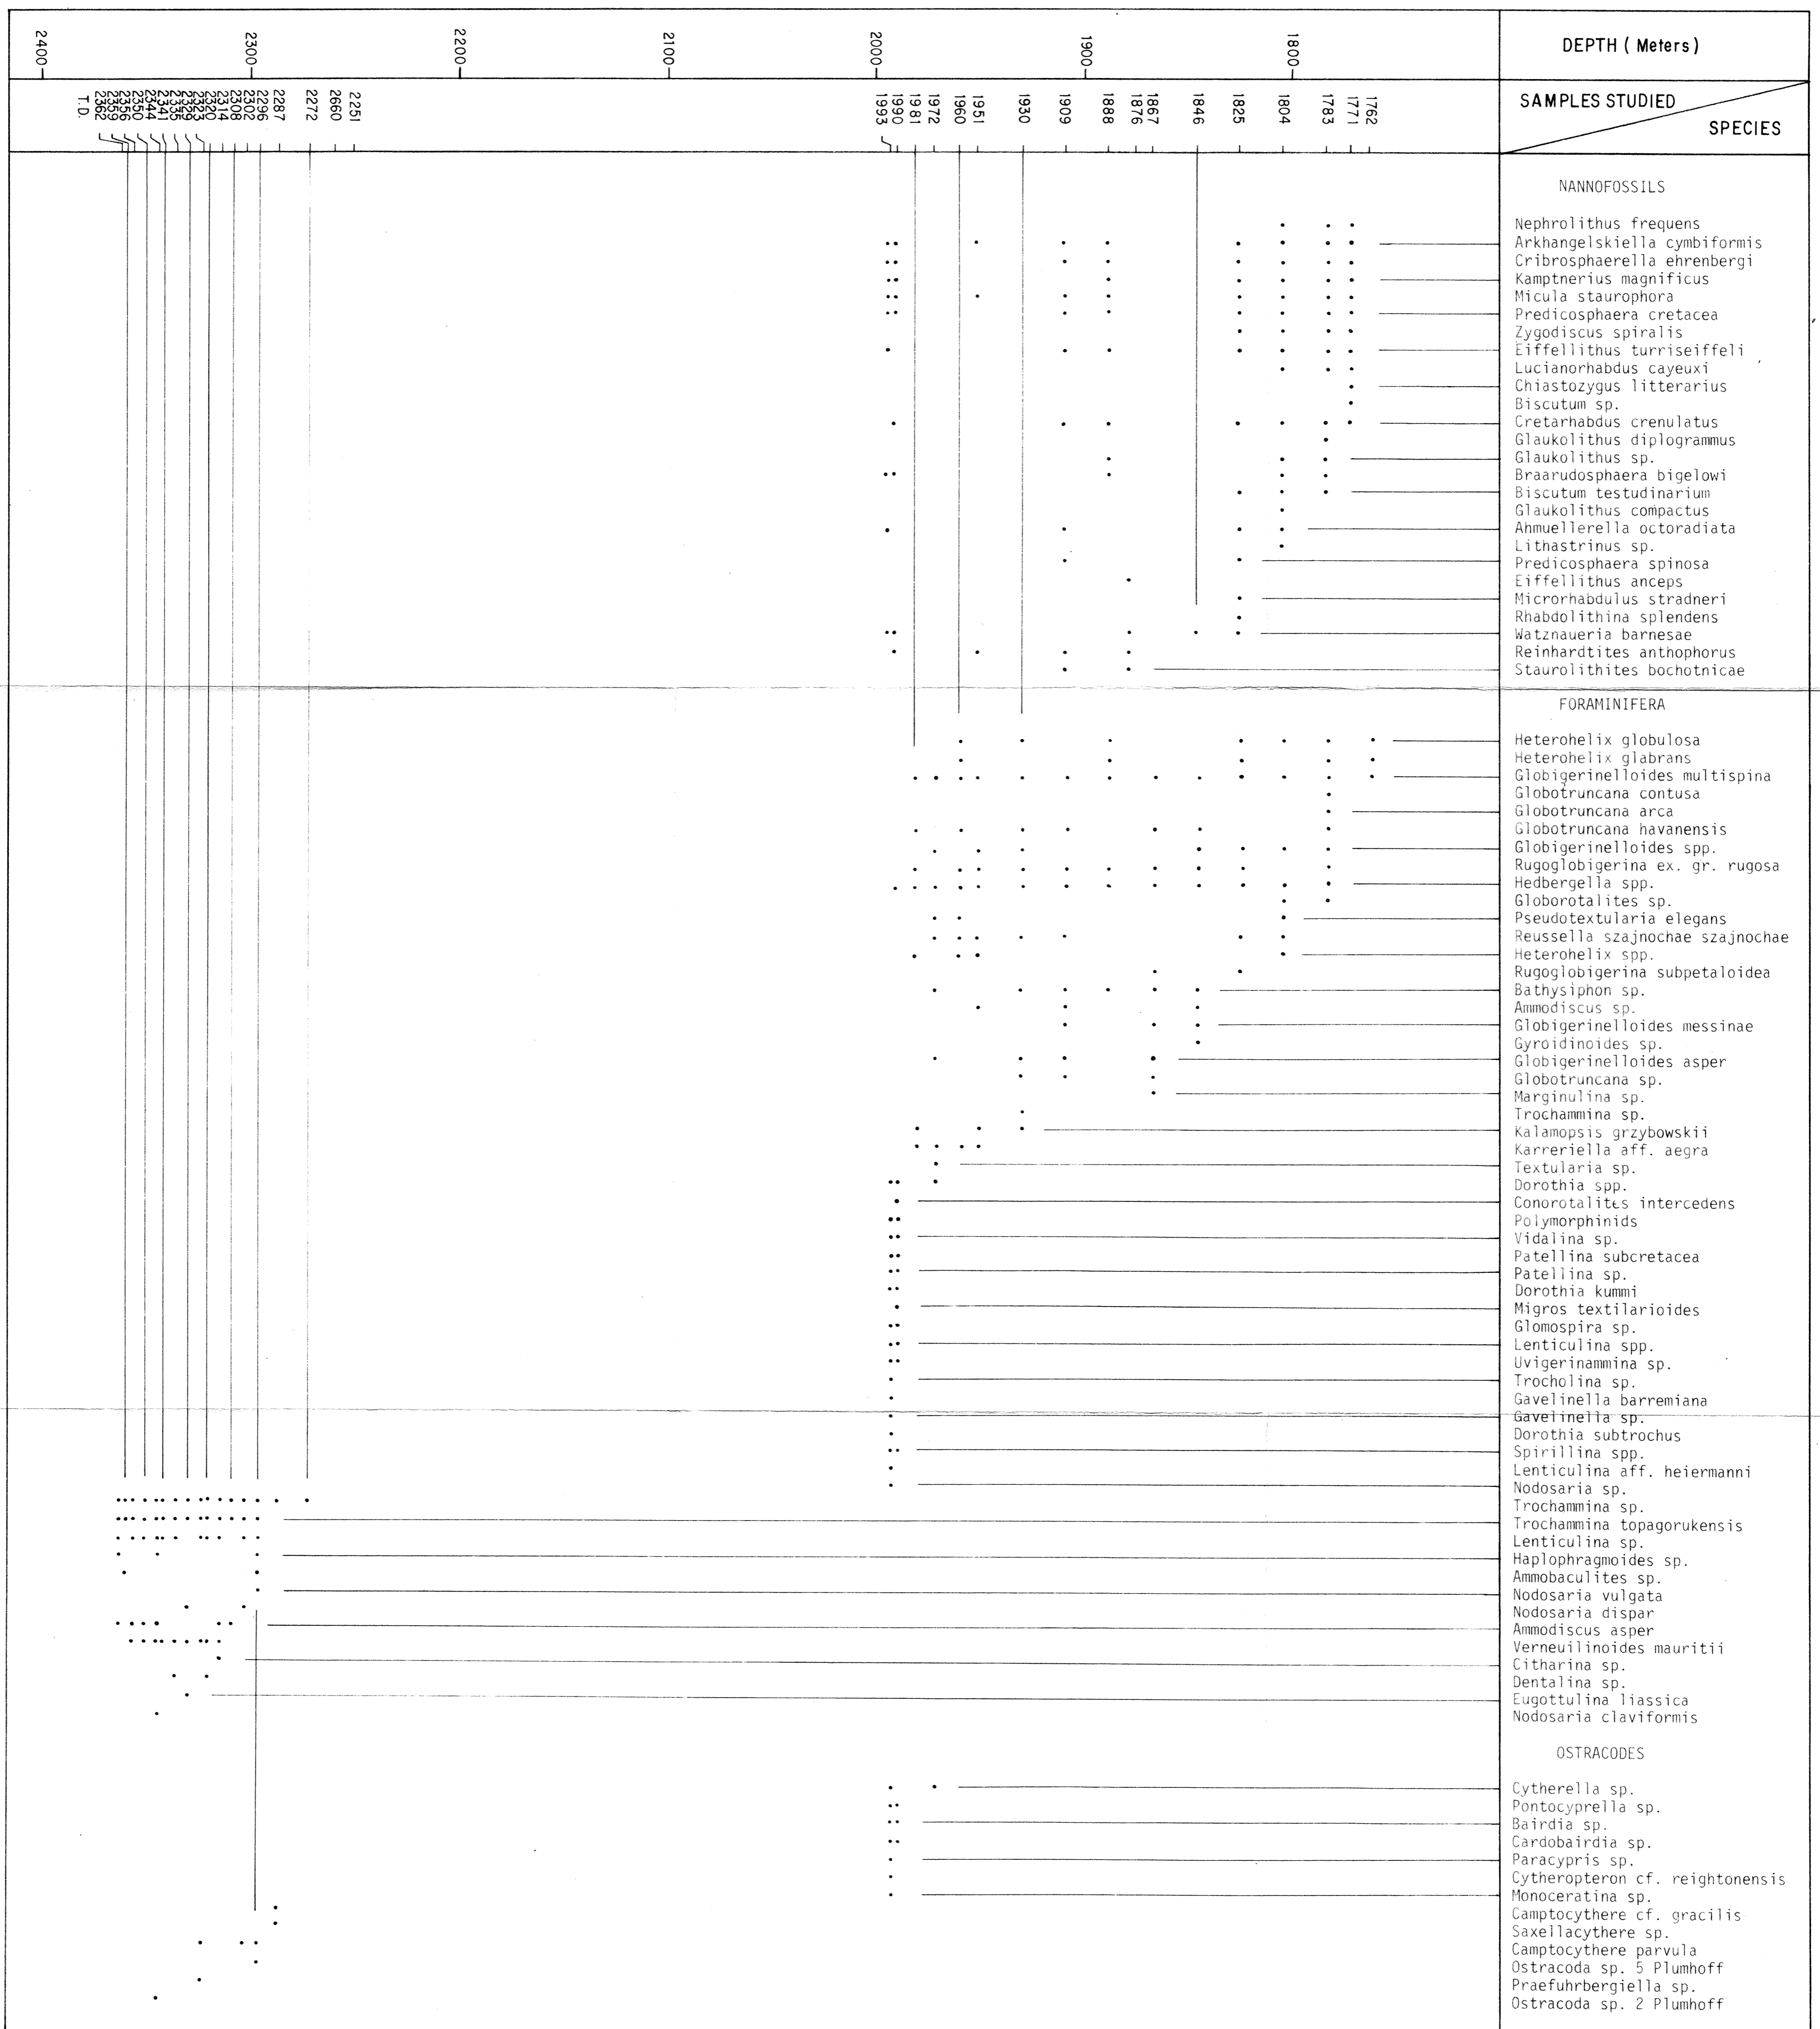 DEPTH ( Meters )
2400
2300
2200
2100
2000
1900
1800
SAMPLES STUDIED
SPECIES
T.D.
2362
2359
2356
2350
2344
2341
2335
2329
2323
2320
2314
2308
2302
2296
2287
2272
2660
2251
1993
1990
1981
1972
1960
1951
1930
1909
1888
1876
1867
1846
1825
1804
1783
1771
1762
NANNOFOSSILS
Nephrolithus frequens
Arkhangelskiella cymbiformis
Cribrosphaerella ehrenbergi
Kamptnerius magnificus
Micula staurophora
Predicosphaera cretacea
Zygodiscus spiralis
Eiffellithus turriseiffeli
Lucianorhabdus cayeuxi
Chiastozygus litterarius
Biscutum sp.
Cretarhabdus crenulatus
Glaukolithus diplogrammus
Glaukolithus sp.
Braarudosphaera bigelowi
Biscutum testudinarium
Glaukolithus compactus
Ahmuellerella octoradiata
Lithastrinus sp.
Predicosphaera spinosa
Eiffellithus anceps
Microrhabdulus stradneri
Rhabdolithina splendens
Watznaueria barnesae
Reinhardtites anthophorus
Staurolithites bochotnicae
FORAMINIFERA
Heterohelix globulosa
Heterohelix glabrans
Globigerinelloides multispina
Globotruncana contusa
Globotruncana arca
Globotruncana havanensis
Globigerinelloides spp.
Rugoglobigerina ex. gr. rugosa
Hedbergella spp.
Globorotalites sp.
Pseudotextularia elegans
Reussella szajnochae szajnochae
Heterohelix spp.
Rugoglobigerina subpetaloidea
Bathysiphon sp.
Ammodiscus sp.
Globigerinelloides messinae
Gyroidinoides sp.
Globigerinelloides asper
Globotruncana sp.
Marginulina sp.
Trochammina sp.
Kalamopsis grzybowskii
Karreriella aff. aegra
Textularia sp.
Dorothia spp.
Conorotalites intercedens
Polymorphinids
Vidalina sp.
Patellina subcretacea
Patellina sp.
Dorothia kummi
Migros textilarioides
Glomospira sp.
Lenticulina spp.
Uvigerinammina sp.
Trocholina sp.
Gavelinella barremiana
Gavelinella sp.
Dorothia subtrochus
Spirillina spp.
Lenticulina aff. heiermanni
Nodosaria sp.
Trochammina sp.
Trochammina topagorukensis
Lenticulina sp.
Haplophragmoides sp.
Ammobaculites sp.
Nodosaria vulgata
Nodosaria dispar
Ammodiscus asper
Verneuilinoides mauritii
Citharina sp.
Dentalina sp.
Eugottulina liassica
Nodosaria claviformis
OSTRACODES
Cytherella sp.
Pontocyprella sp.
Bairdia sp.
Cardobairdia sp.
Paracypris sp.
Cytheropteron cf. reightonensis
Monoceratina sp.
Camptocythere cf. gracilis
Saxellacythere sp.
Camptocythere parvula
Ostracoda sp. 5 Plumhoff
Praefuhrbergiella sp.
Ostracoda sp. 2 Plumhoff